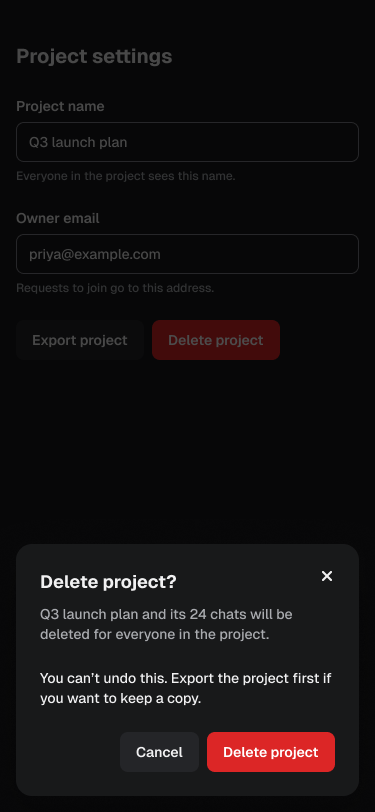 Project settings
Project name
Q3 launch plan
Everyone in the project sees this name.
Owner email
priya@example.com
Requests to join go to this address.
Export project
Delete project
Delete project?
Q3 launch plan and its 24 chats will be
deleted for everyone in the project.
You can’t undo this. Export the project first if
you want to keep a copy.
Cancel
Delete project